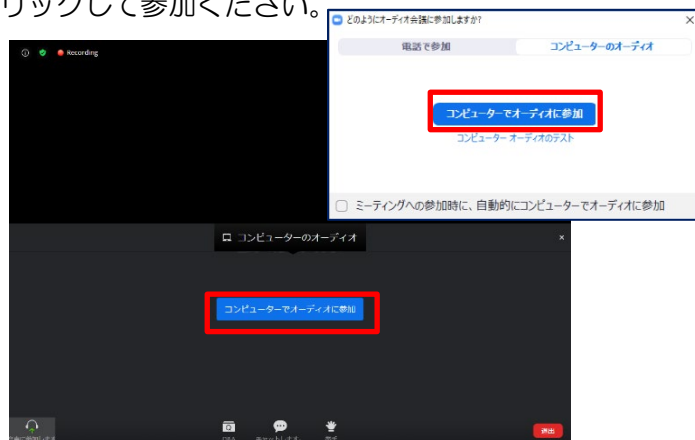 リックして参加ください。
どのようにオーディオ会議に参加しますか?
電話で参加
コンピューターのオーディオ
コンピューターでオーディオに参加
コンピューター オーディオのテスト
ミーティングへの参加時に、自動的にコンピューターでオーディオに参加
Recording
コンピューターのオーディオ
コンピューターでオーディオに参加
退出